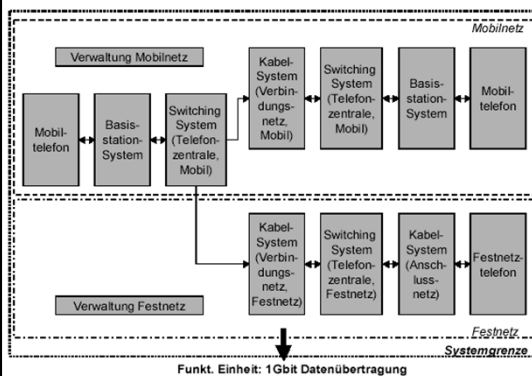 Mobilnetz
Verwaltung Mobilnetz
Mobil-
telefon
Basis-
station-
System
Switching
System
(Telefon-
zentrale,
Mobil)
Kabel-
System
(Verbin-
dungs-
netz,
Mobil)
Switching
System
(Telefon-
zentrale,
Mobil)
Basis-
station-
System
Mobil-
telefon
Kabel-
System
(Verbin-
dungs-
netz,
Festnetz)
Switching
System
(Telefon-
zentrale,
Festnetz)
Kabel-
System
(Anschl-
uss-
netz)
Festnetz-
telefon
Verwaltung Festnetz
Festnetz
Systemgrenze
Funkt. Einheit: 1Gbit Datenübertragung